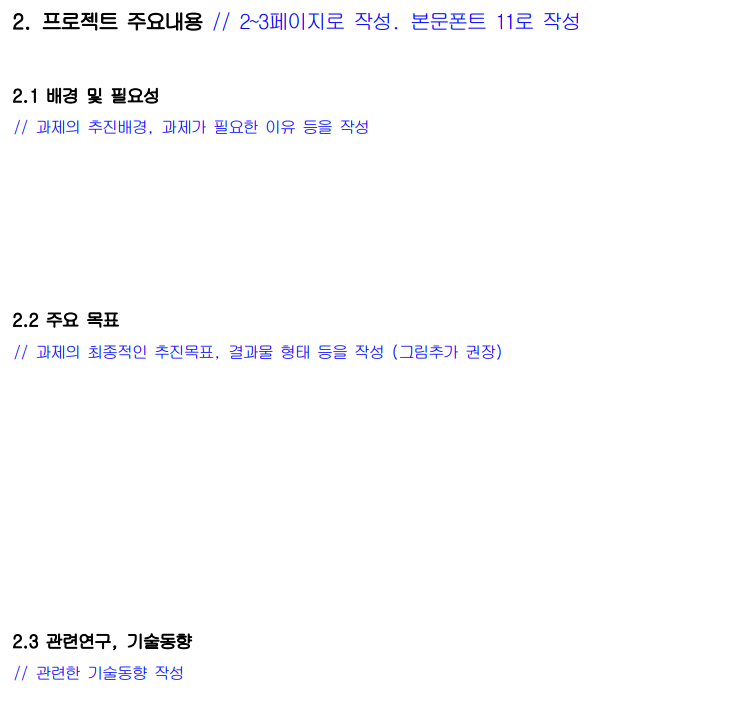 2. 프로젝트 주요내용 // 2~3페이지로 작성. 본문폰트 11로 작성
2.1 배경 및 필요성
// 과제의 추진배경, 과제가 필요한 이유 등을 작성
2.2 주요 목표
// 과제의 최종적인 추진목표, 결과물 형태 등을 작성 (그림추가 권장)
2.3 관련연구, 기술동향
// 관련한 기술동향 작성